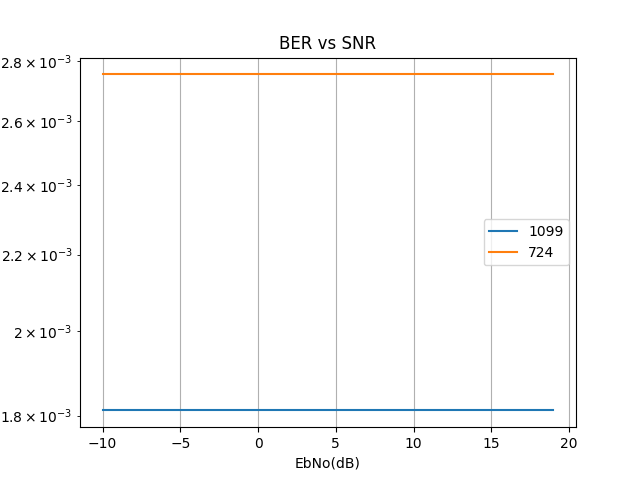 BER vs SNR
2.8 × 10⁻³
2.6 × 10⁻³
2.4 × 10⁻³
2.2 × 10⁻³
2 × 10⁻³
1.8 × 10⁻³
1099
724
−10 −5 0 5 10 15 20
EbNo(dB)